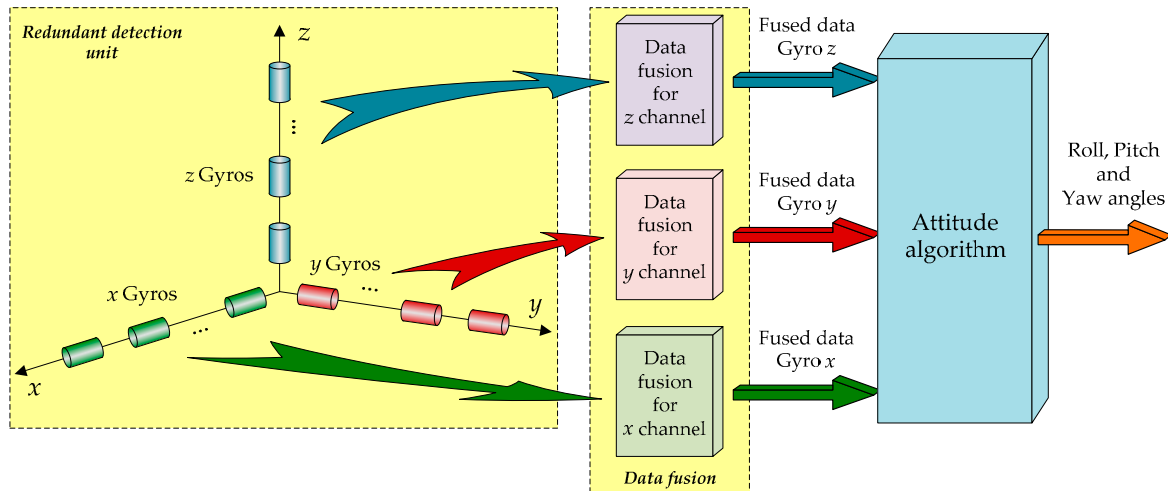 Redundant detection
unit
z
...
z Gyros
y Gyros
...
x Gyros
...
y
x
Data
fusion
for
z channel
Data
fusion
for
y channel
Data
fusion
for
x channel
Data fusion
Fused data
Gyro z
Fused data
Gyro y
Fused data
Gyro x
Attitude
algorithm
Roll, Pitch
and
Yaw angles